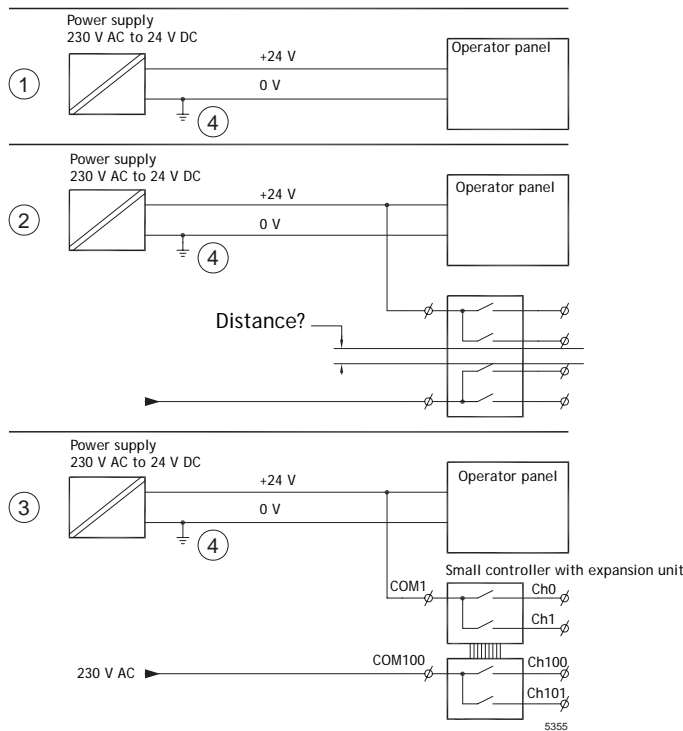 Power supply
230 V AC to 24 V DC
+24 V
Operator panel
1
0 V
4
Power supply
230 V AC to 24 V DC
+24 V
Operator panel
2
0 V
4
Distance?
Power supply
230 V AC to 24 V DC
+24 V
Operator panel
3
0 V
4
Small controller with expansion unit
COM1
Ch0
Ch1
COM100
Ch100
230 V AC
Ch101
5355